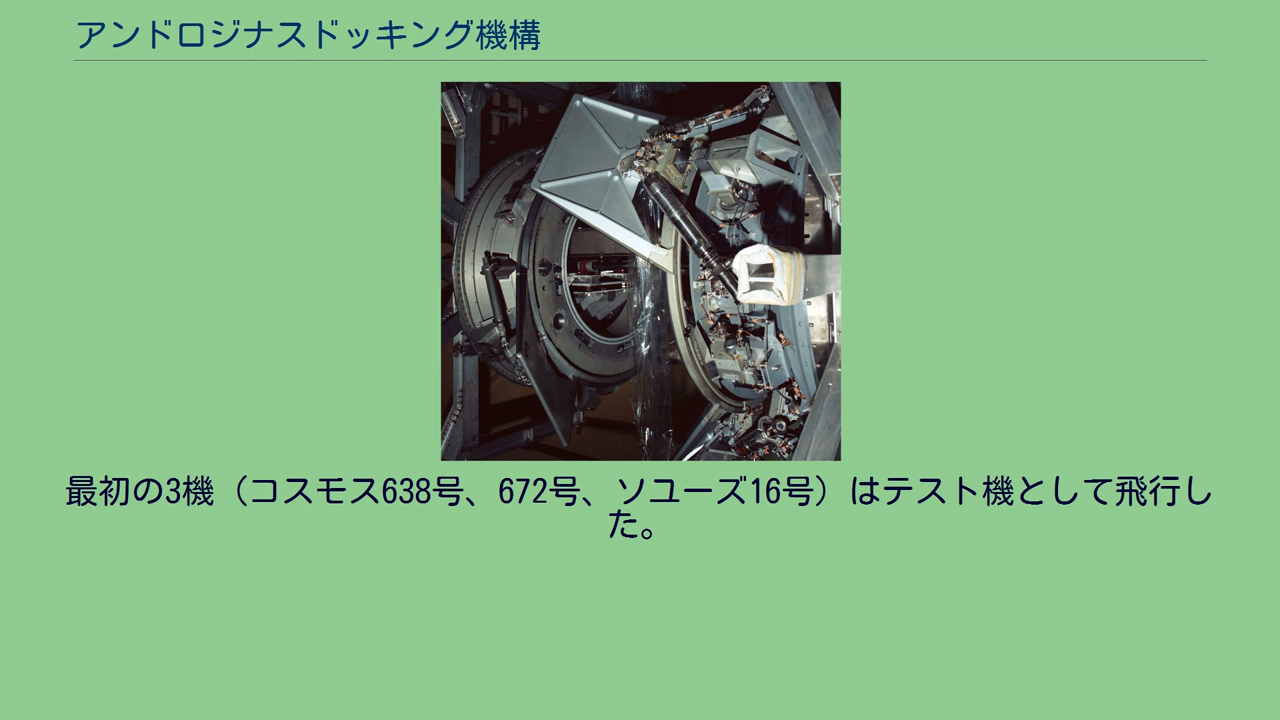 アンドロジナスドッキング機構
最初の3機（コスモス638号、672号、ソユーズ16号）はテスト機として飛行し
た。